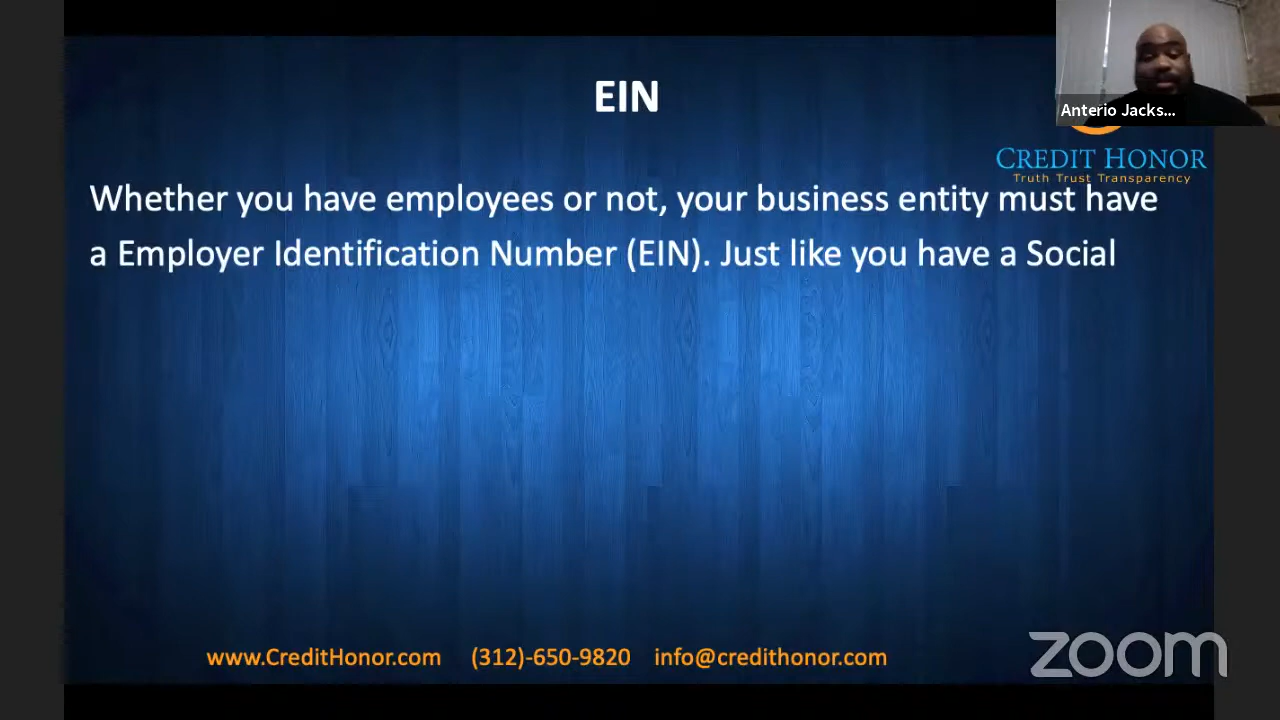 EIN
Anterio Jacks...
CREDIT HONOR
Truth Trust Transparency
Whether you have employees or not, your business entity must have
a Employer Identification Number (EIN). Just like you have a Social
www.CreditHonor.com (312)-650-9820 info@credithonor.com
zoom